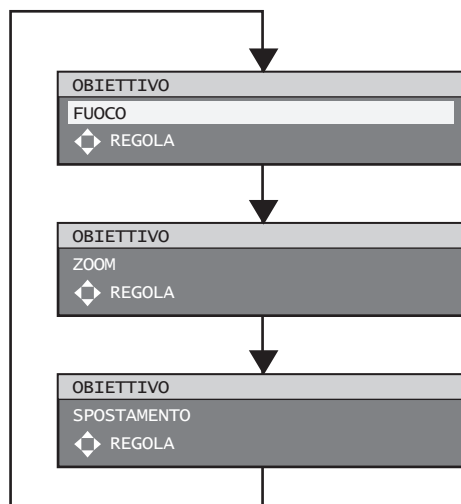 OBIETTIVO
FUOCO
REGOLA
OBIETTIVO
ZOOM
REGOLA
OBIETTIVO
SPOSTAMENTO
REGOLA